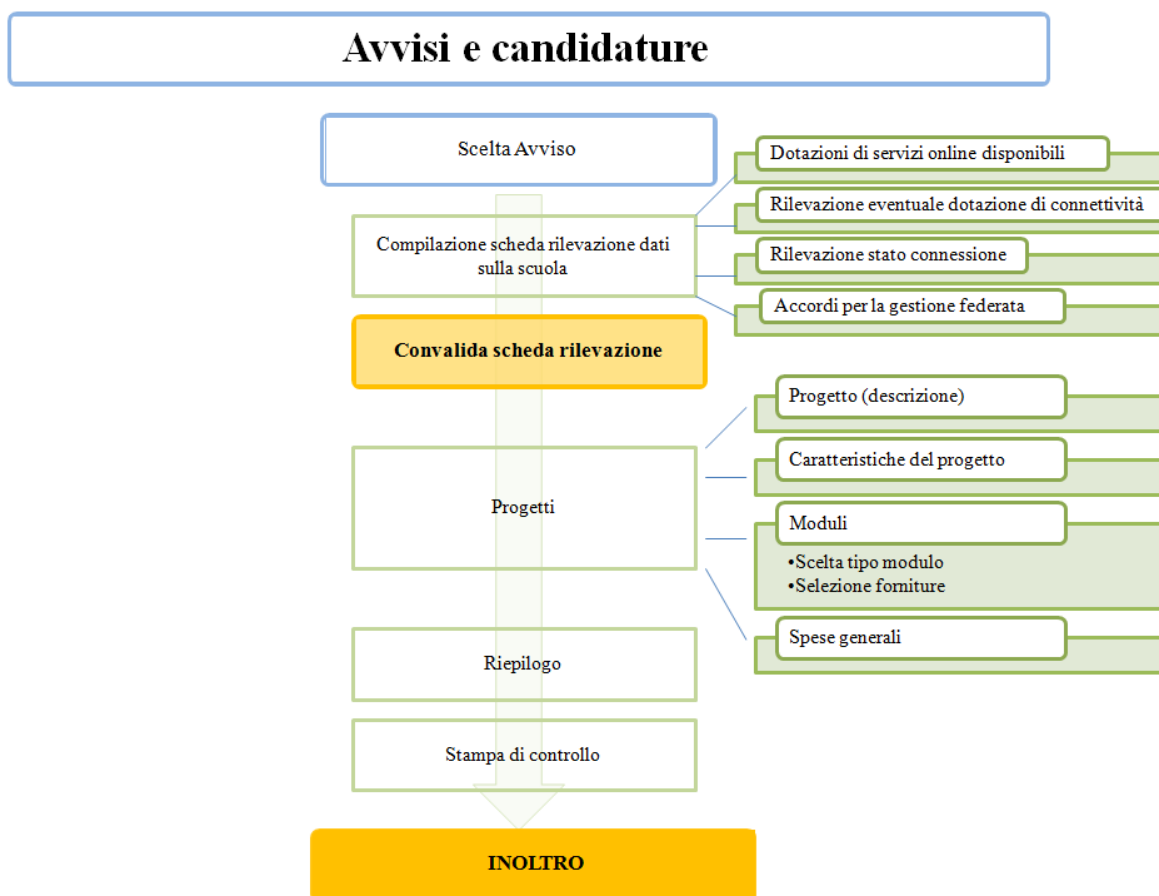 Avvisi e candidature
Scelta Avviso
Compilazione scheda rilevazione dati
sulla scuola
Dotazioni di servizi online disponibili
Rilevazione eventuale dotazione di connettività
Rilevazione stato connessione
Accordi per la gestione federata
Convalida scheda rilevazione
Progetti
Progetto (descrizione)
Caratteristiche del progetto
Moduli
•Scelta tipo modulo
•Selezione forniture
Spese generali
Riepilogo
Stampa di controllo
INOLTRO